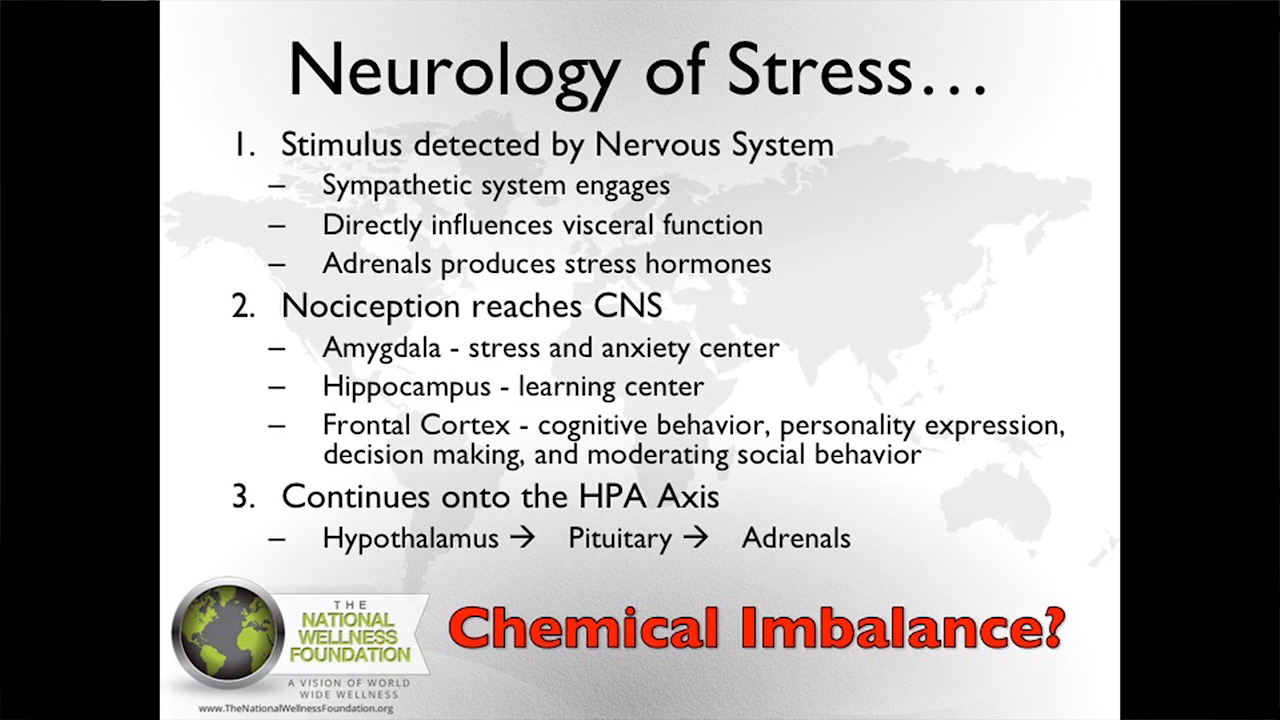 Neurology of Stress…
1. Stimulus detected by Nervous System
– Sympathetic system engages
– Directly influences visceral function
– Adrenals produces stress hormones
2. Nociception reaches CNS
– Amygdala - stress and anxiety center
– Hippocampus - learning center
– Frontal Cortex - cognitive behavior, personality expression,
decision making, and moderating social behavior
3. Continues onto the HPA Axis
– Hypothalamus → Pituitary → Adrenals
THE
NATIONAL
WELLNESS
FOUNDATION
A VISION OF WORLD
WIDE WELLNESS
www.TheNationalWellnessFoundation.org
Chemical Imbalance?